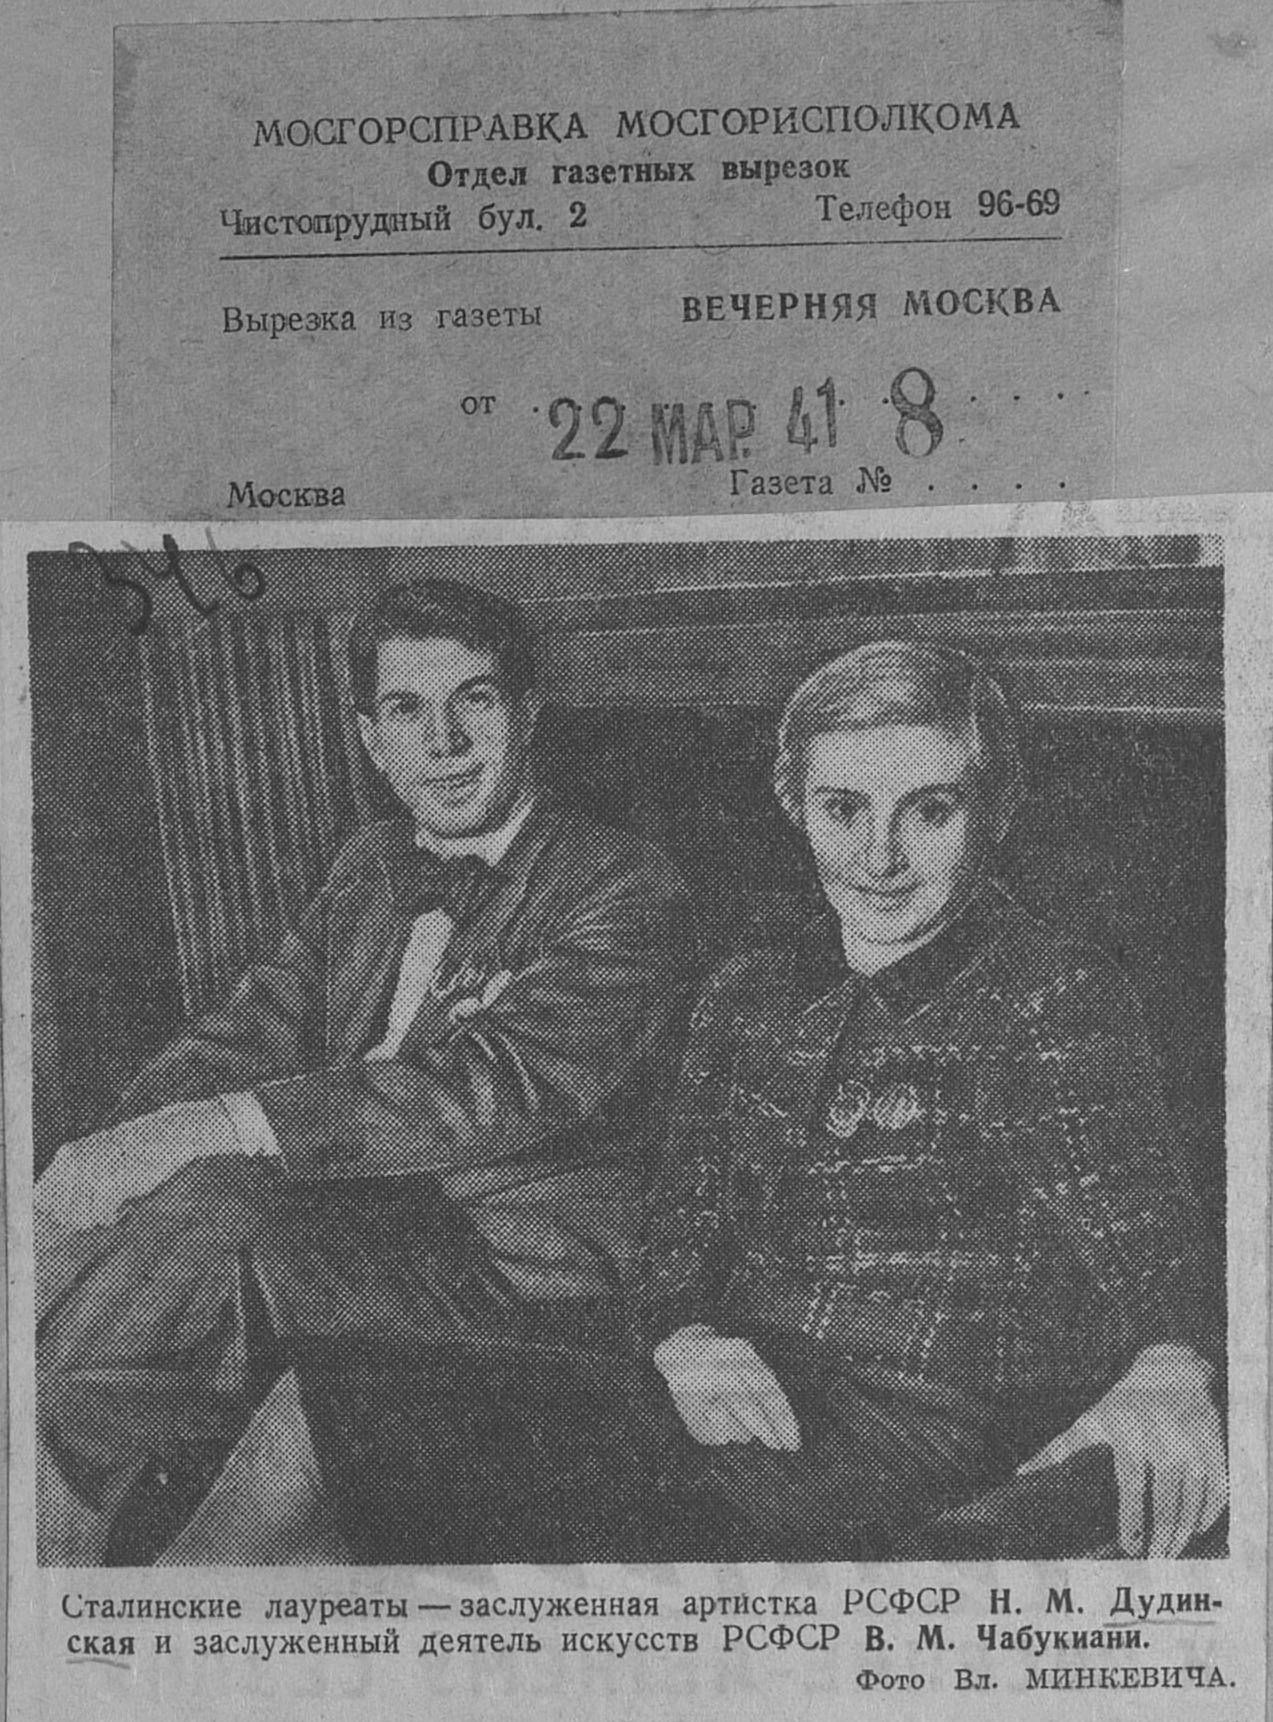 МОСГОРСПРАВКА МОСГОРИСПОЛКОМА
Отдел газетных вырезок
Чистопрудный бул. 2 Телефон 96-69
Вырезка из газеты ВЕЧЕРНЯЯ МОСКВА
от 22 МАР. 41 8 . . . .
Москва Газета № . . . .
346
Сталинские лауреаты — заслуженная артистка РСФСР Н. М. Дудин-
ская и заслуженный деятель искусств РСФСР В. М. Чабукиани.
Фото Вл. МИНКЕВИЧА.